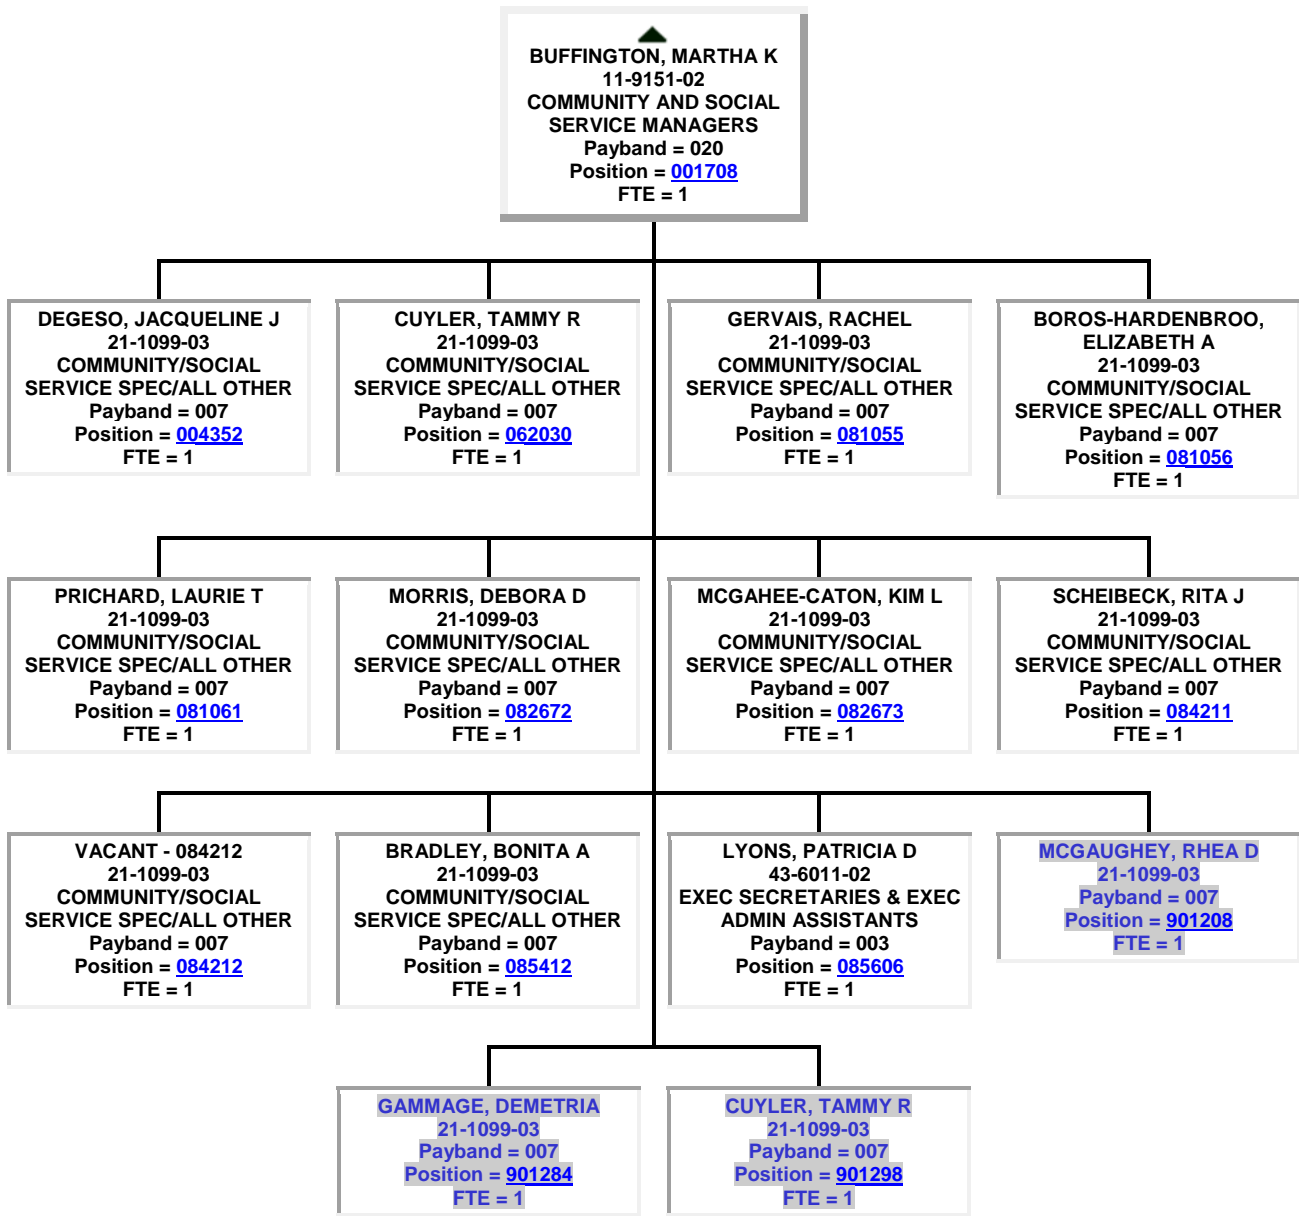 BUFFINGTON, MARTHA K
11-9151-02
COMMUNITY AND SOCIAL
SERVICE MANAGERS
Payband = 020
Position = 001708
FTE = 1
DEGESO, JACQUELINE J
21-1099-03
COMMUNITY/SOCIAL
SERVICE SPEC/ALL OTHER
Payband = 007
Position = 004352
FTE = 1
CUYLER, TAMMY R
21-1099-03
COMMUNITY/SOCIAL
SERVICE SPEC/ALL OTHER
Payband = 007
Position = 062030
FTE = 1
GERVAIS, RACHEL
21-1099-03
COMMUNITY/SOCIAL
SERVICE SPEC/ALL OTHER
Payband = 007
Position = 081055
FTE = 1
BOROS-HARDENBROO,
ELIZABETH A
21-1099-03
COMMUNITY/SOCIAL
SERVICE SPEC/ALL OTHER
Payband = 007
Position = 081056
FTE = 1
PRICHARD, LAURIE T
21-1099-03
COMMUNITY/SOCIAL
SERVICE SPEC/ALL OTHER
Payband = 007
Position = 081061
FTE = 1
MORRIS, DEBORA D
21-1099-03
COMMUNITY/SOCIAL
SERVICE SPEC/ALL OTHER
Payband = 007
Position = 082672
FTE = 1
MCGAHEE-CATON, KIM L
21-1099-03
COMMUNITY/SOCIAL
SERVICE SPEC/ALL OTHER
Payband = 007
Position = 082673
FTE = 1
SCHEIBECK, RITA J
21-1099-03
COMMUNITY/SOCIAL
SERVICE SPEC/ALL OTHER
Payband = 007
Position = 084211
FTE = 1
VACANT - 084212
21-1099-03
COMMUNITY/SOCIAL
SERVICE SPEC/ALL OTHER
Payband = 007
Position = 084212
FTE = 1
BRADLEY, BONITA A
21-1099-03
COMMUNITY/SOCIAL
SERVICE SPEC/ALL OTHER
Payband = 007
Position = 085412
FTE = 1
LYONS, PATRICIA D
43-6011-02
EXEC SECRETARIES & EXEC
ADMIN ASSISTANTS
Payband = 003
Position = 085606
FTE = 1
MCGAUGHEY, RHEA D
21-1099-03
Payband = 007
Position = 901208
FTE = 1
GAMMAGE, DEMETRIA
21-1099-03
Payband = 007
Position = 901284
FTE = 1
CUYLER, TAMMY R
21-1099-03
Payband = 007
Position = 901298
FTE = 1